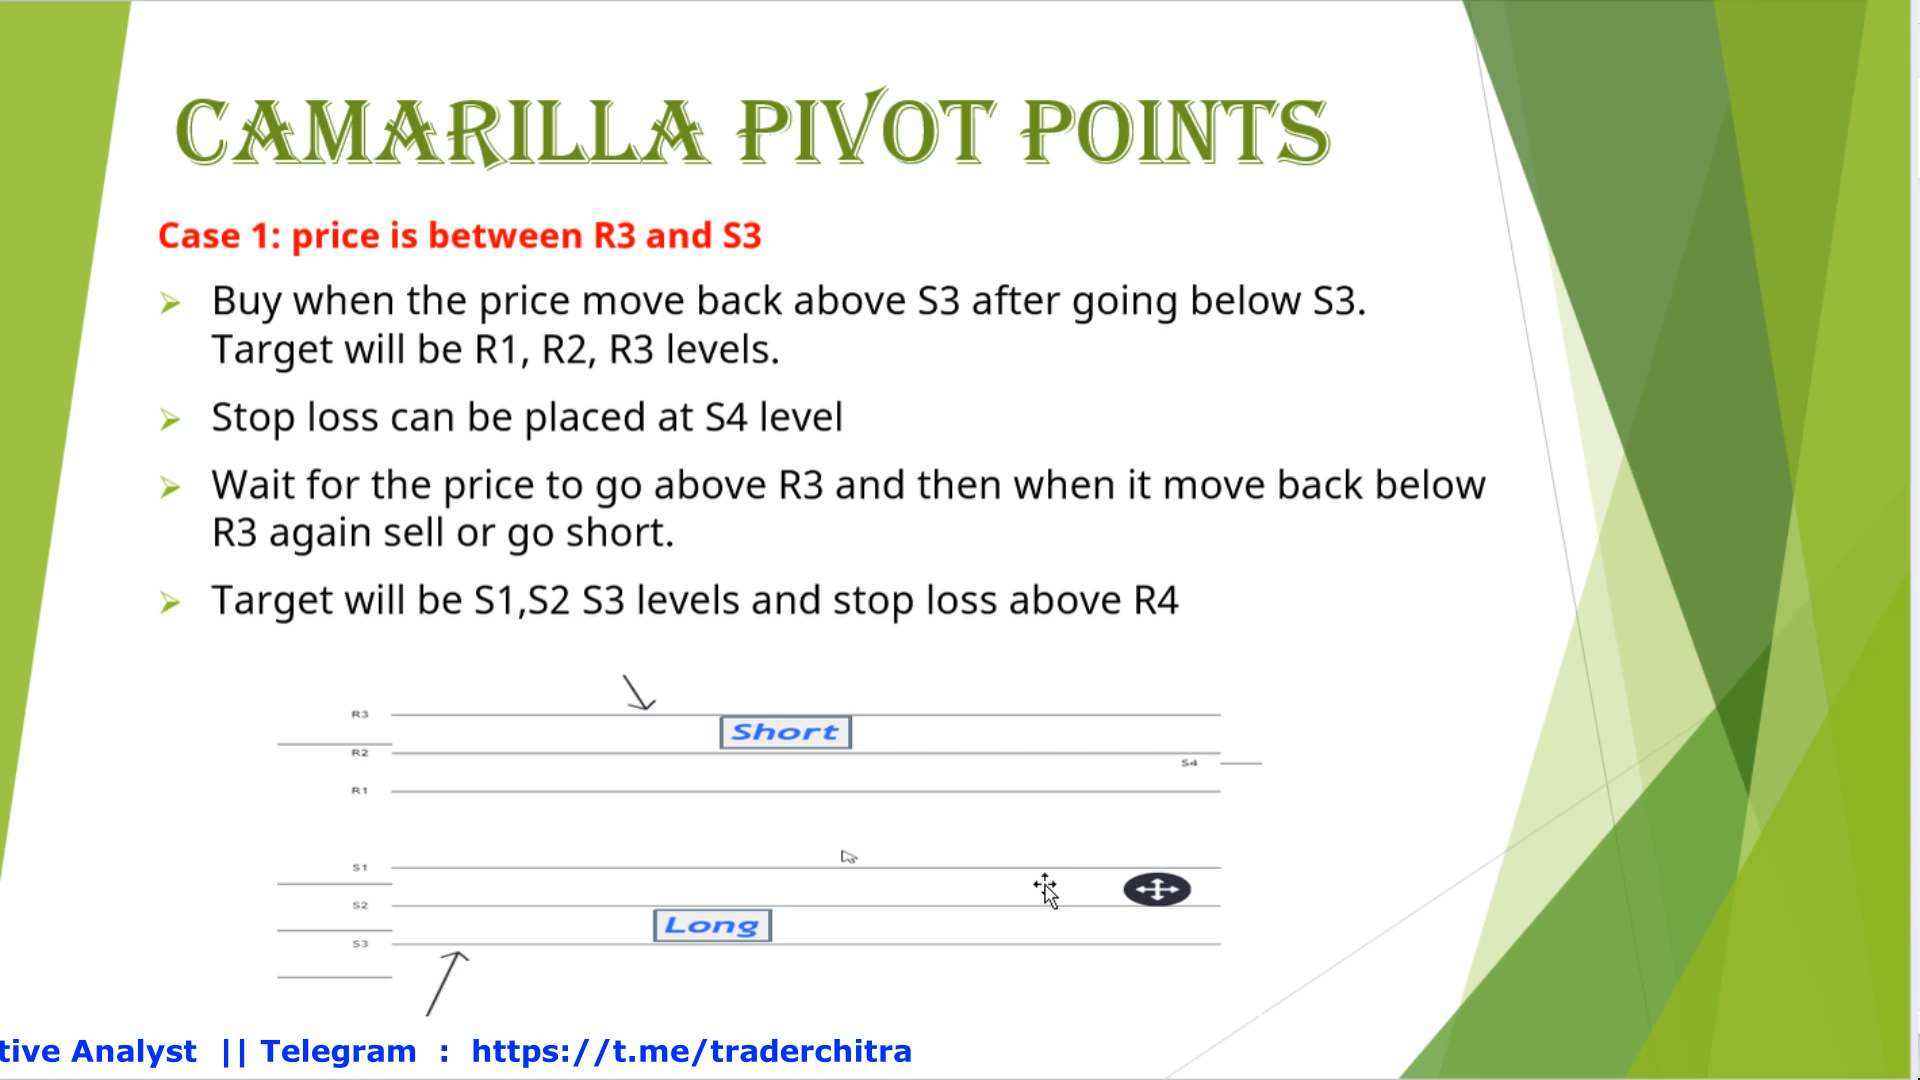 CAMARILLA PIVOT POINTS
Case 1: price is between R3 and S3
Buy when the price move back above S3 after going below S3.
Target will be R1, R2, R3 levels.
Stop loss can be placed at S4 level
Wait for the price to go above R3 and then when it move back below
R3 again sell or go short.
Target will be S1,S2 S3 levels and stop loss above R4
R3
Short
R2
S4
R1
S1
S2
Long
S3
tive Analyst || Telegram : https://t.me/traderchitra